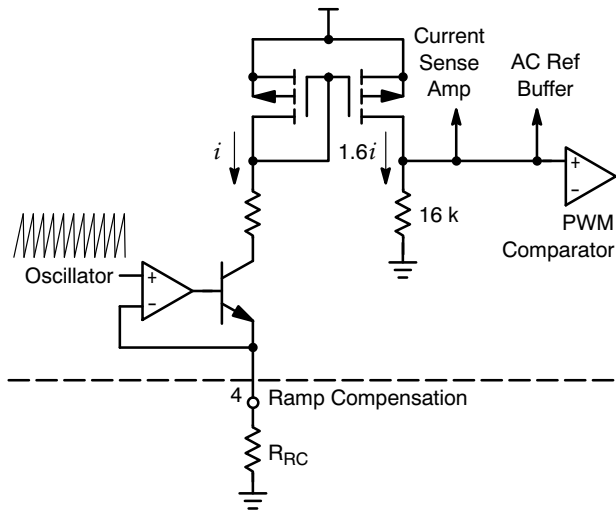 Current
Sense
Amp
AC Ref
Buffer
i
1.6i
+
−
16 k
PWM
Comparator
Oscillator
+
−
4
Ramp Compensation
RRC